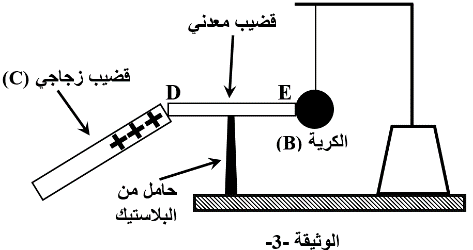 قضيب معدني
قضيب زجاجي (C)
D
E
+++
الكرية (B)
حامل من
البلاستيك
الوثيقة -3-